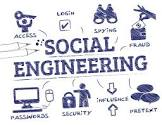 LOGIN
SPYING
ACCESS
FRAUD
SOCIAL
ENGINEERING
INFLUENCE
PASSWORDS
SECURITY
PRETEXT